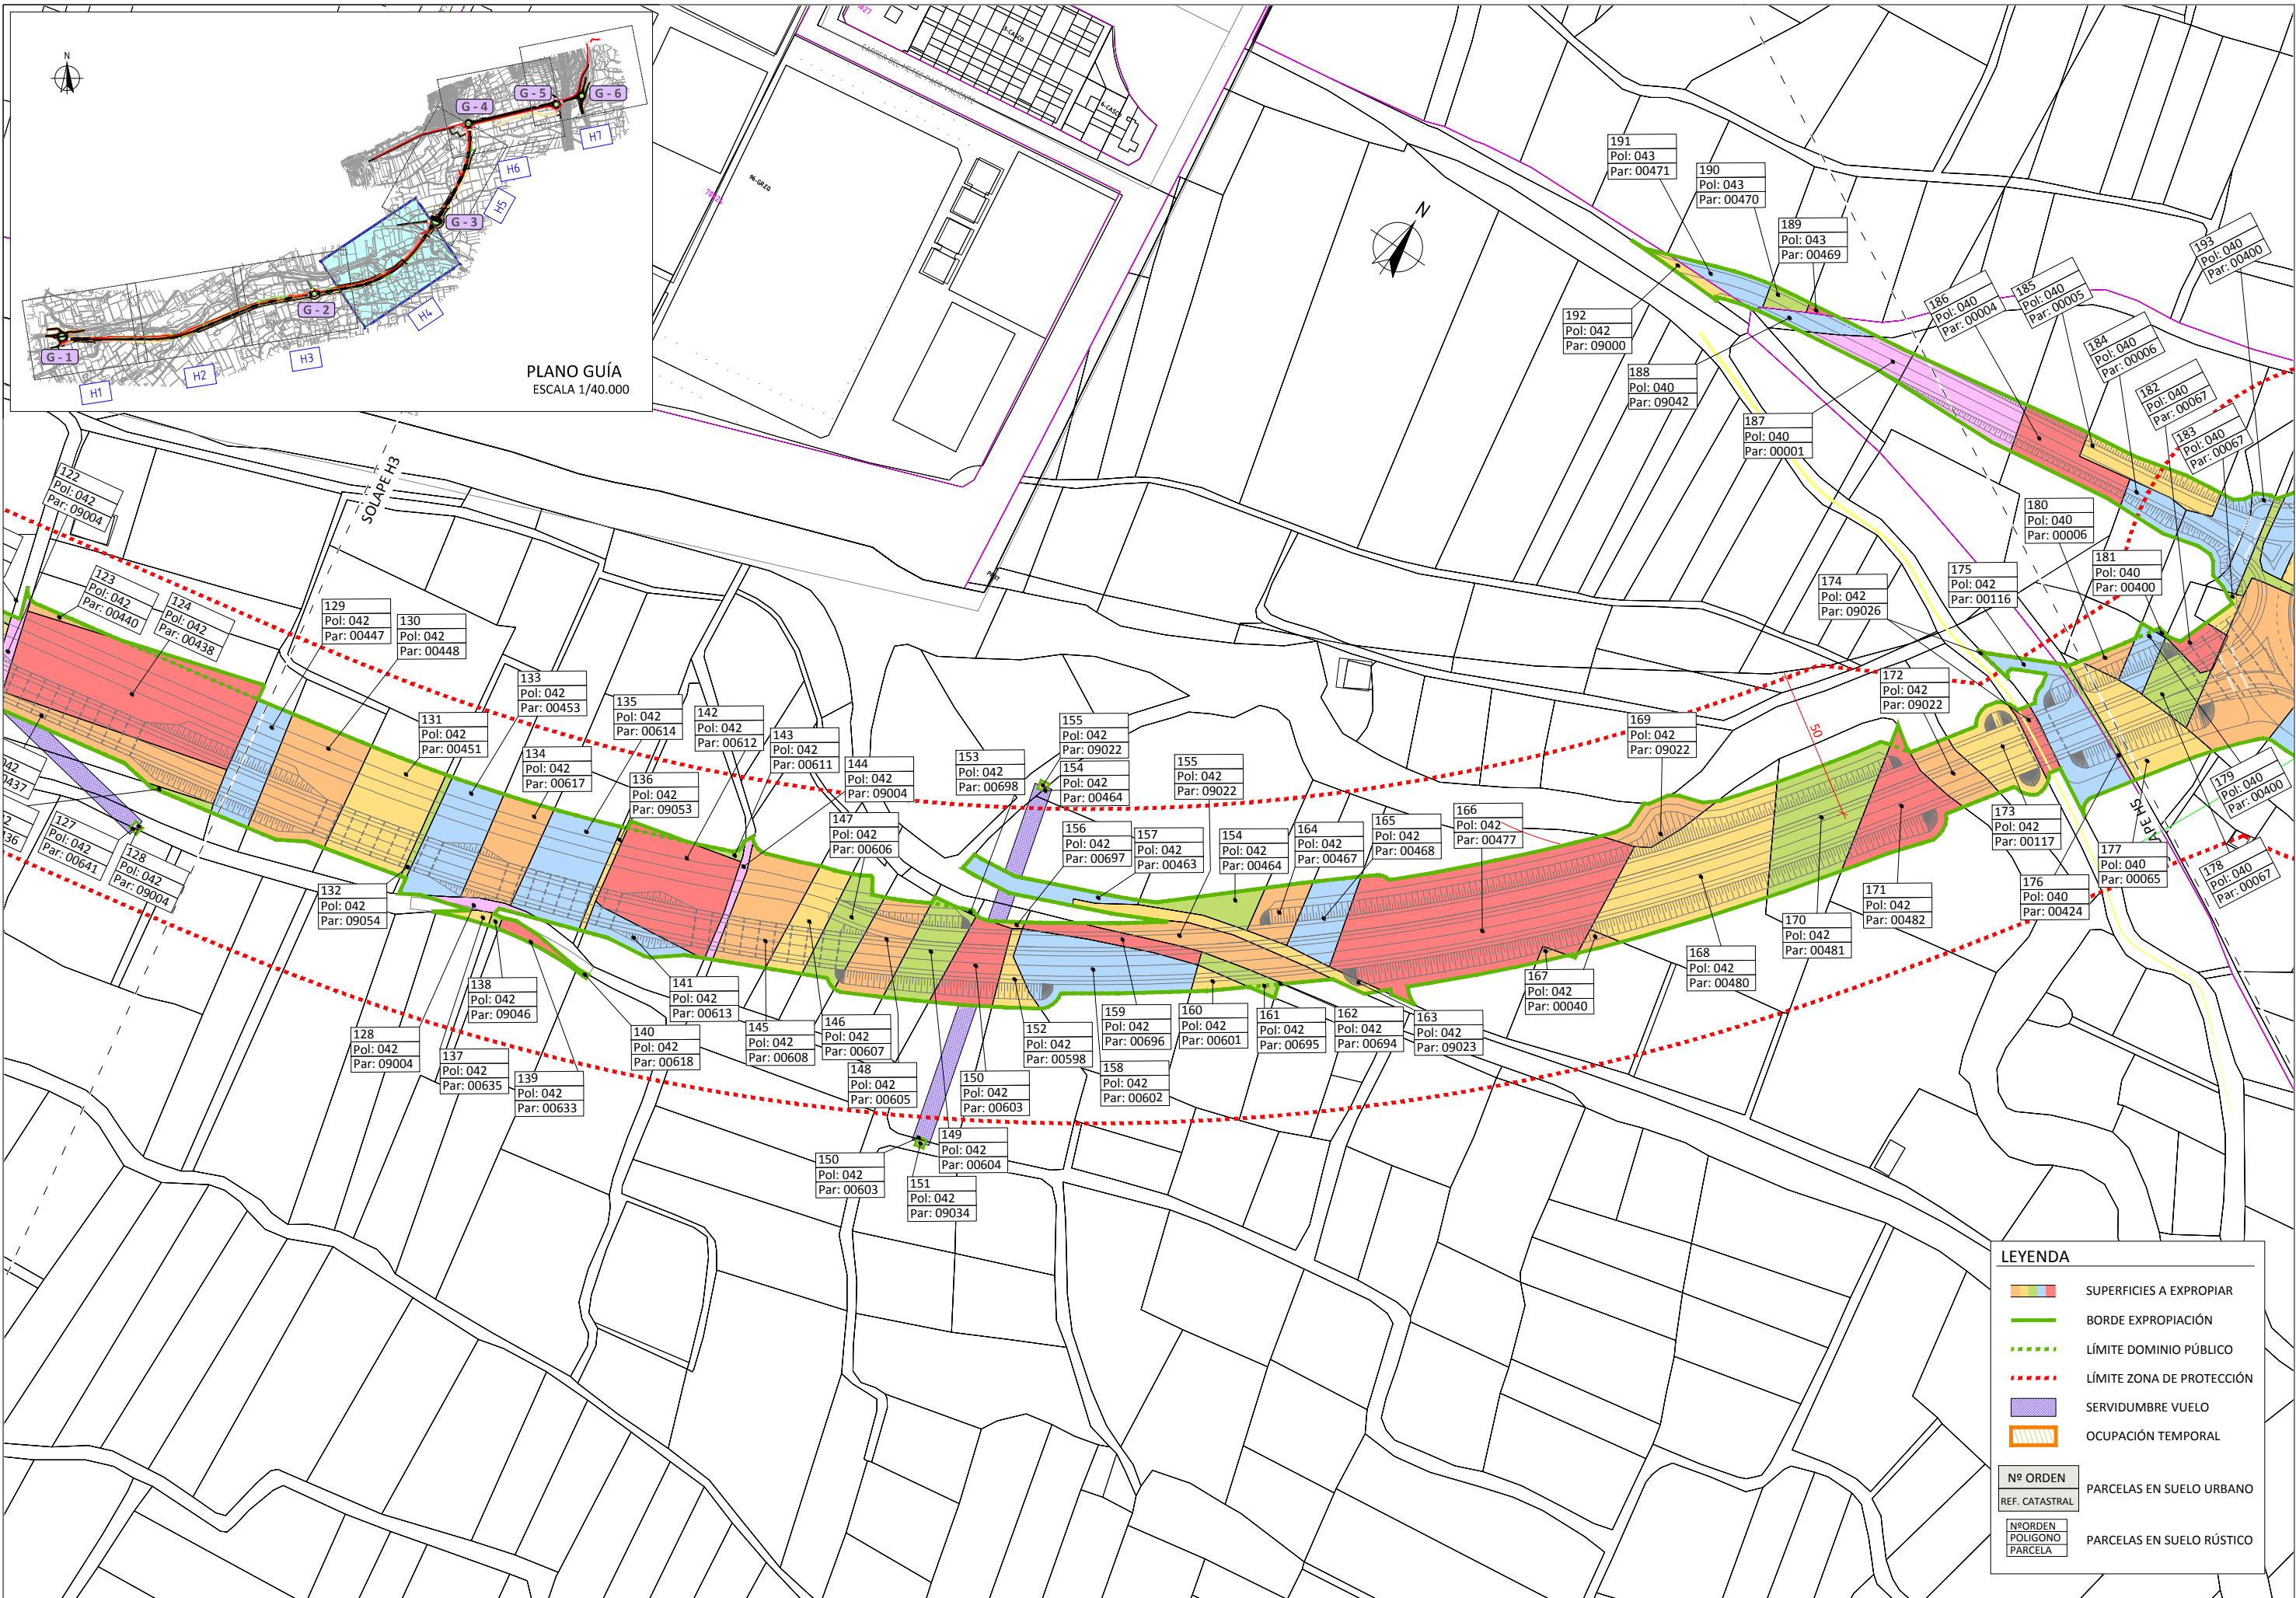 N
G - 1
G - 2
G - 3
G - 4
G - 5
G - 6
H1
H2
H3
H4
H5
H6
H7
PLANO GUÍA
ESCALA 1/40.000
3-CASCO
6-CASCO
N
SOLAPE H3
122
Pol: 042
Par: 09004
123
Pol: 042
Par: 00440
124
Pol: 042
Par: 00438
127
Pol: 042
Par: 00641
128
Pol: 042
Par: 09004
129
Pol: 042
Par: 00447
130
Pol: 042
Par: 00448
131
Pol: 042
Par: 00451
132
Pol: 042
Par: 09054
133
Pol: 042
Par: 00453
134
Pol: 042
Par: 00617
135
Pol: 042
Par: 00614
136
Pol: 042
Par: 09053
128
Pol: 042
Par: 09004
137
Pol: 042
Par: 00635
138
Pol: 042
Par: 09046
139
Pol: 042
Par: 00633
140
Pol: 042
Par: 00618
141
Pol: 042
Par: 00613
142
Pol: 042
Par: 00612
143
Pol: 042
Par: 00611
144
Pol: 042
Par: 09004
145
Pol: 042
Par: 00608
146
Pol: 042
Par: 00607
147
Pol: 042
Par: 00606
148
Pol: 042
Par: 00605
149
Pol: 042
Par: 00604
150
Pol: 042
Par: 00603
150
Pol: 042
Par: 00603
151
Pol: 042
Par: 09034
152
Pol: 042
Par: 00598
153
Pol: 042
Par: 00698
155
Pol: 042
Par: 09022
154
Pol: 042
Par: 00464
155
Pol: 042
Par: 09022
156
Pol: 042
Par: 00697
157
Pol: 042
Par: 00463
154
Pol: 042
Par: 00464
158
Pol: 042
Par: 00602
159
Pol: 042
Par: 00696
160
Pol: 042
Par: 00601
161
Pol: 042
Par: 00695
162
Pol: 042
Par: 00694
163
Pol: 042
Par: 09023
164
Pol: 042
Par: 00467
165
Pol: 042
Par: 00468
166
Pol: 042
Par: 00477
167
Pol: 042
Par: 00040
168
Pol: 042
Par: 00480
169
Pol: 042
Par: 09022
50
170
Pol: 042
Par: 00481
171
Pol: 042
Par: 00482
172
Pol: 042
Par: 09022
173
Pol: 042
Par: 00117
174
Pol: 042
Par: 09026
175
Pol: 042
Par: 00116
176
Pol: 040
Par: 00424
177
Pol: 040
Par: 00065
178
Pol: 040
Par: 00067
179
Pol: 040
Par: 00400
180
Pol: 040
Par: 00006
181
Pol: 040
Par: 00400
182
Pol: 040
Par: 00067
183
Pol: 040
Par: 00067
184
Pol: 040
Par: 00006
185
Pol: 040
Par: 00005
186
Pol: 040
Par: 00004
187
Pol: 040
Par: 00001
188
Pol: 040
Par: 09042
189
Pol: 043
Par: 00469
190
Pol: 043
Par: 00470
191
Pol: 043
Par: 00471
192
Pol: 042
Par: 09000
193
Pol: 040
Par: 00400
APE H5
LEYENDA
SUPERFICIES A EXPROPIAR
BORDE EXPROPIACIÓN
LÍMITE DOMINIO PÚBLICO
LÍMITE ZONA DE PROTECCIÓN
SERVIDUMBRE VUELO
OCUPACIÓN TEMPORAL
Nº ORDEN
REF. CATASTRAL
PARCELAS EN SUELO URBANO
NºORDEN
POLIGONO
PARCELA
PARCELAS EN SUELO RÚSTICO